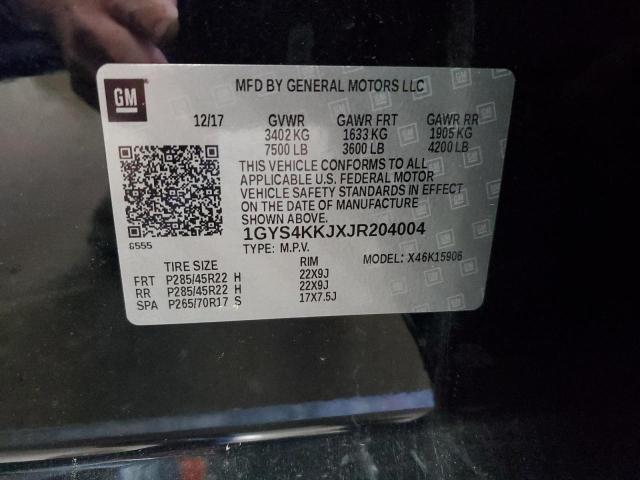 GM
MFD BY GENERAL MOTORS LLC
12/17 GVWR GAWR FRT GAWR RR
3402 KG 1633 KG 1905 KG
7500 LB 3600 LB 4200 LB
THIS VEHICLE CONFORMS TO ALL
APPLICABLE U.S. FEDERAL MOTOR
VEHICLE SAFETY STANDARDS IN EFFECT
ON THE DATE OF MANUFACTURE
SHOWN ABOVE.
1GYS4KKJXJR204004
6555
TYPE: M.P.V. MODEL: X46K15906
TIRE SIZE RIM
FRT P285/45R22 H 22X9J
RR P285/45R22 H 22X9J
SPA P265/70R17 S 17X7.5J